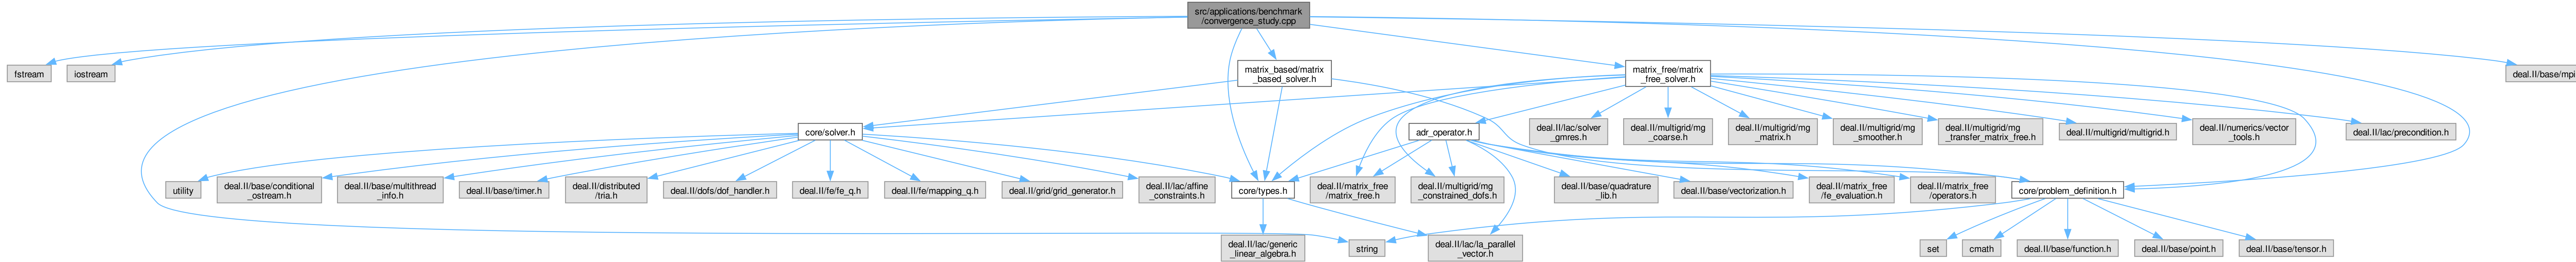 src/applications/benchmark
/convergence_study.cpp
fstream
iostream
matrix_based/matrix
_based_solver.h
matrix_free/matrix
_free_solver.h
deal.II/base/mpi
core/solver.h
adr_operator.h
deal.II/lac/solver
_gmres.h
deal.II/multigrid/mg
_coarse.h
deal.II/multigrid/mg
_matrix.h
deal.II/multigrid/mg
_smoother.h
deal.II/multigrid/mg
_transfer_matrix_free.h
deal.II/multigrid/multigrid.h
deal.II/numerics/vector
_tools.h
deal.II/lac/precondition.h
utility
deal.II/base/conditional
_ostream.h
deal.II/base/multithread
_info.h
deal.II/base/timer.h
deal.II/distributed
/tria.h
deal.II/dofs/dof_handler.h
deal.II/fe/fe_q.h
deal.II/fe/mapping_q.h
deal.II/grid/grid_generator.h
deal.II/lac/affine
_constraints.h
core/types.h
deal.II/matrix_free
/matrix_free.h
deal.II/multigrid/mg
_constrained_dofs.h
deal.II/base/quadrature
_lib.h
deal.II/base/vectorization.h
deal.II/matrix_free
/fe_evaluation.h
deal.II/matrix_free
/operators.h
core/problem_definition.h
deal.II/lac/generic
_linear_algebra.h
string
deal.II/lac/la_parallel
_vector.h
set
cmath
deal.II/base/function.h
deal.II/base/point.h
deal.II/base/tensor.h